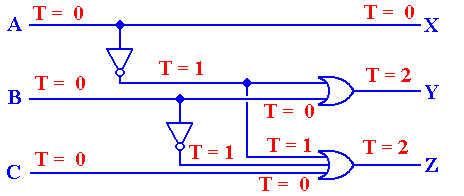 A T = 0 T = 0 X
T = 1
B T = 0 T = 2 Y
T = 0
C T = 0 T = 1 T = 1 T = 2 Z
T = 0